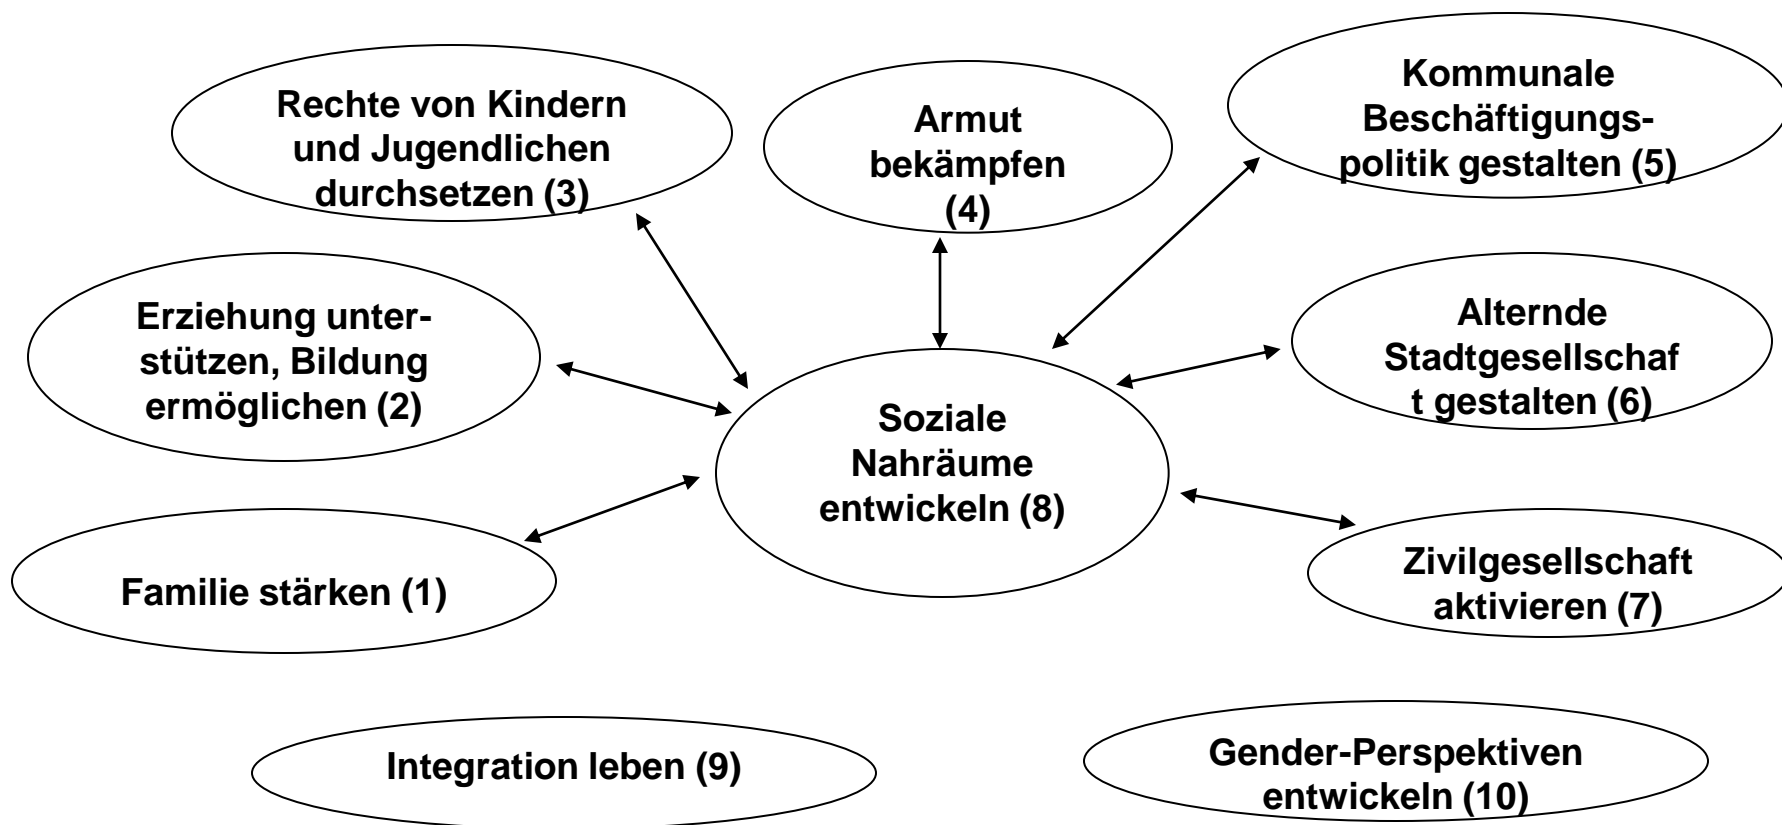 Rechte von Kindern
und Jugendlichen
durchsetzen (3)
Armut
bekämpfen
(4)
Kommunale
Beschäftigungs-
politik gestalten (5)
Erziehung unter-
stützen, Bildung
ermöglichen (2)
Alternde
Stadtgesellschaf
t gestalten (6)
Soziale
Nahräume
entwickeln (8)
Familie stärken (1)
Zivilgesellschaft
aktivieren (7)
Integration leben (9)
Gender-Perspektiven
entwickeln (10)